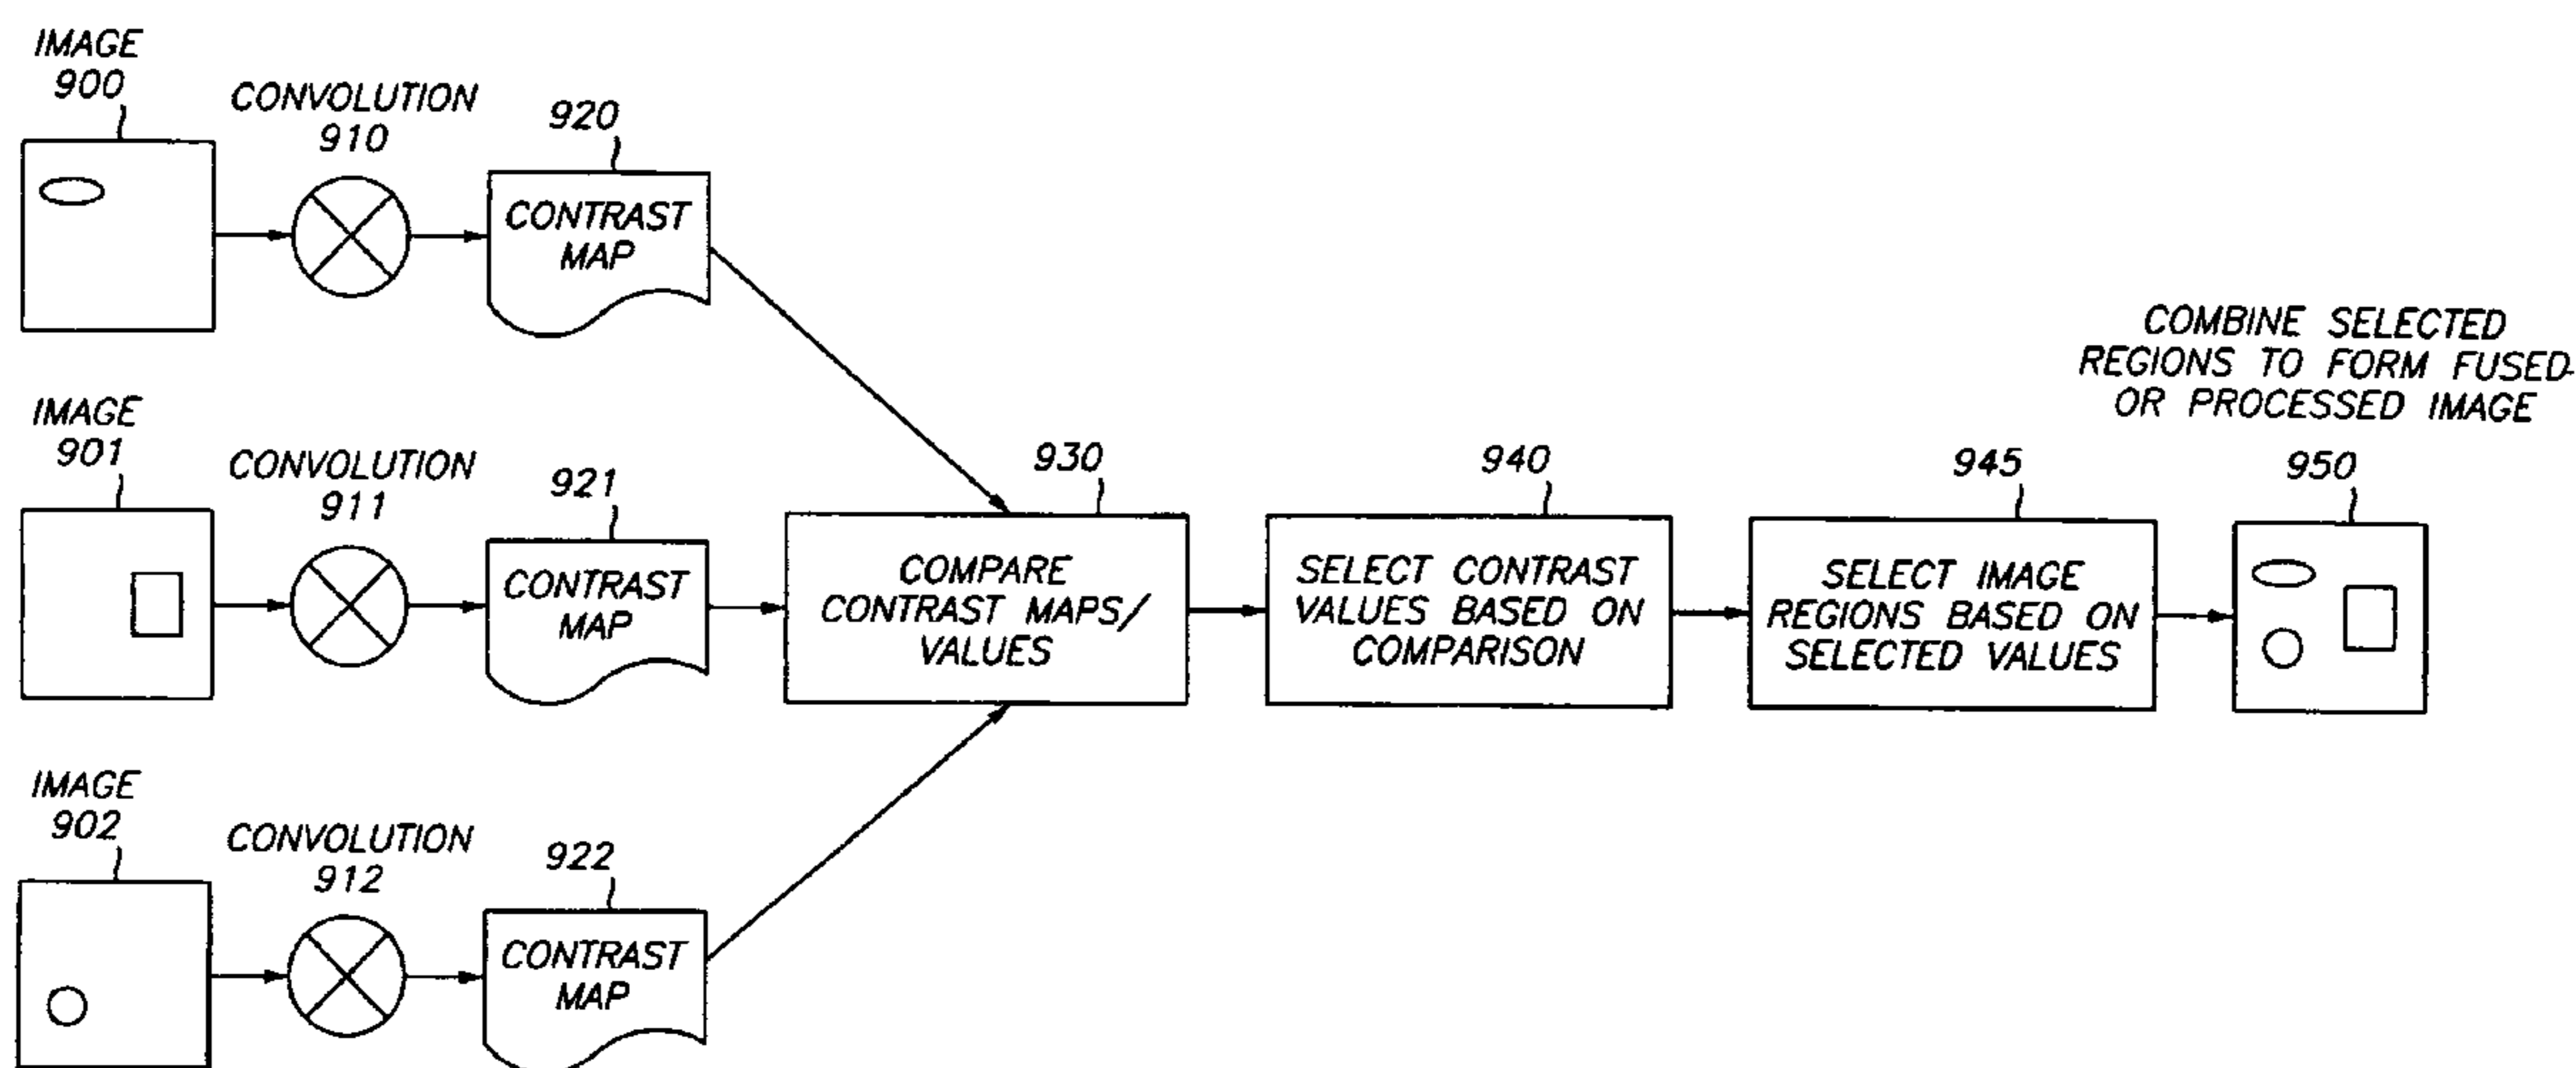 IMAGE
900
CONVOLUTION
910
920
CONTRAST
MAP
IMAGE
901
CONVOLUTION
911
921
CONTRAST
MAP
IMAGE
902
CONVOLUTION
912
922
CONTRAST
MAP
930
COMPARE
CONTRAST MAPS/
VALUES
940
SELECT CONTRAST
VALUES BASED ON
COMPARISON
945
SELECT IMAGE
REGIONS BASED ON
SELECTED VALUES
COMBINE SELECTED
REGIONS TO FORM FUSED
OR PROCESSED IMAGE
950